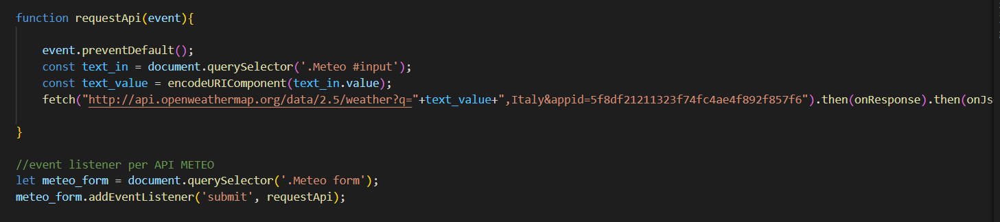 function requestApi(event){
event.preventDefault();
const text_in = document.querySelector('.Meteo #input');
const text_value = encodeURIComponent(text_in.value);
fetch("http://api.openweathermap.org/data/2.5/weather?q="+text_value+",Italy&appid=5f8df21211323f74fc4ae4f892f857f6").then(onResponse).then(onJs
}
//event listener per API METEO
let meteo_form = document.querySelector('.Meteo form');
meteo_form.addEventListener('submit', requestApi);